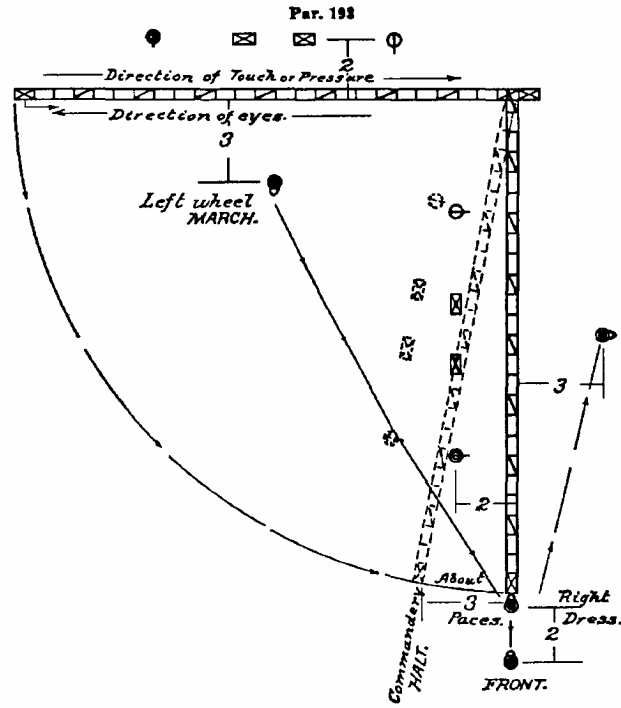 Par. 193
2
Direction of Touch or Pressure
Direction of eyes.
3
Left wheel
MARCH.
3
2
About
3
Paces.
Right
Dress.
2
Commandery
HALT.
FRONT.